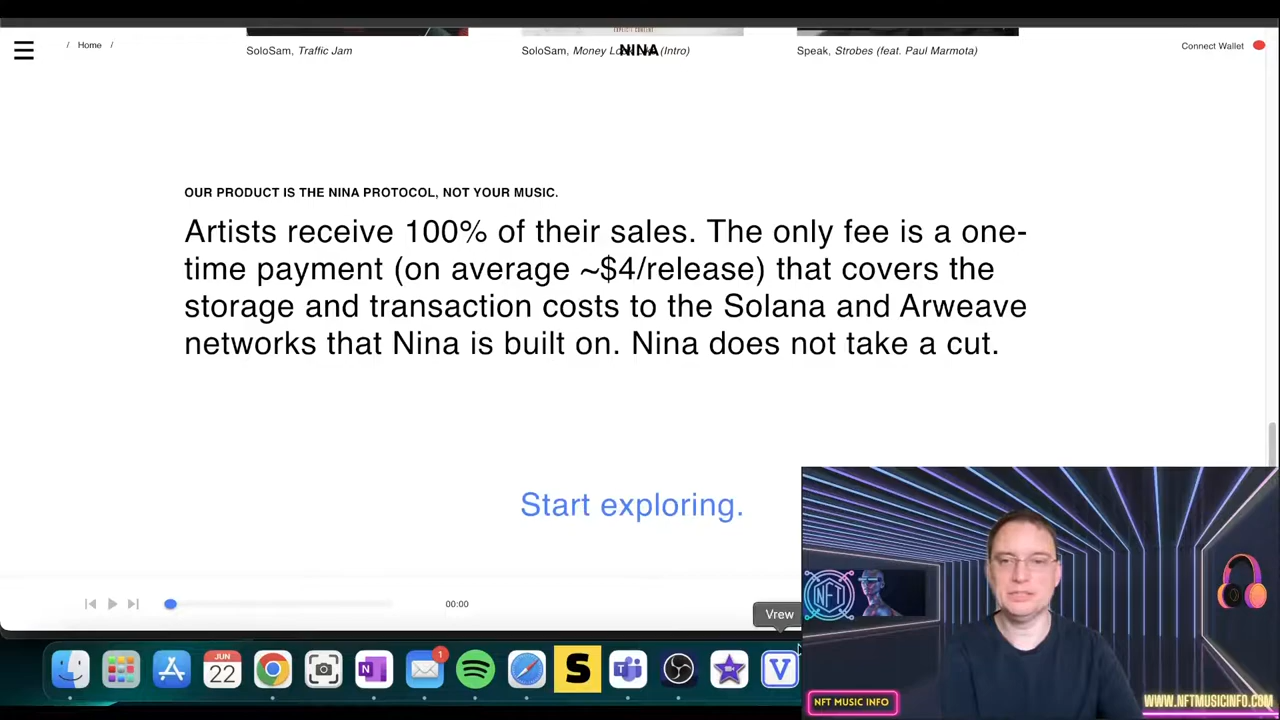 EXPLICIT CONTENT
/ Home /
SoloSam, Traffic Jam
SoloSam, Money (Intro)
NINA
Speak, Strobes (feat. Paul Marmota)
Connect Wallet
OUR PRODUCT IS THE NINA PROTOCOL, NOT YOUR MUSIC.
Artists receive 100% of their sales. The only fee is a one-
time payment (on average ~$4/release) that covers the
storage and transaction costs to the Solana and Arweave
networks that Nina is built on. Nina does not take a cut.
Start exploring.
00:00
Vrew
NFT
JUN
22
N
1
S
T
V
NFT MUSIC INFO
WWW.NFTMUSICINFO.COM